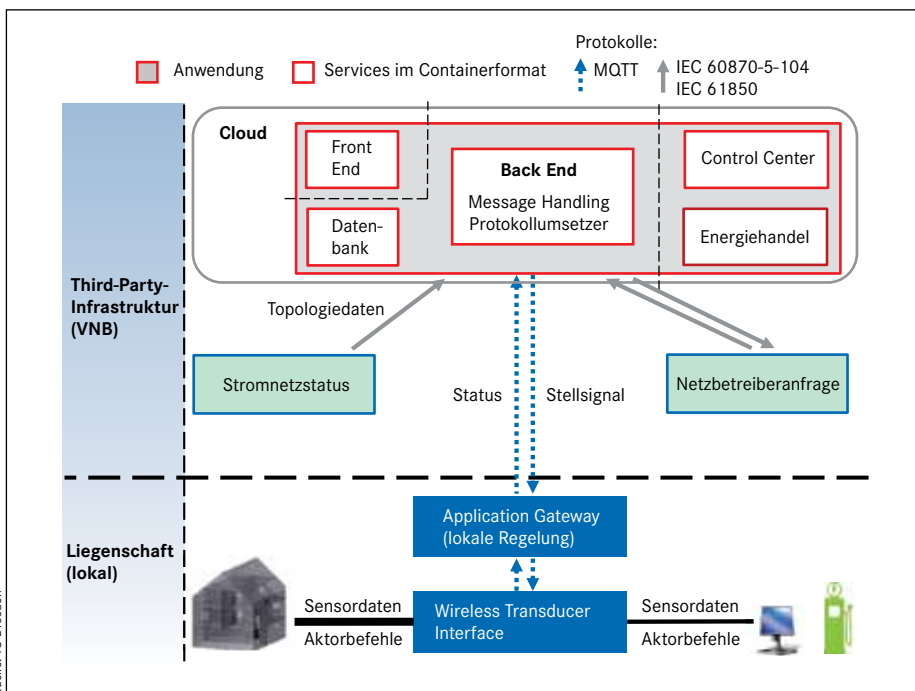 Protokolle:
Anwendung
Services im Containerformat
MQTT
IEC 60870-5-104
IEC 61850
Cloud
Front
End
Daten-
bank
Back End
Message Handling
Protokollumsetzer
Control Center
Energiehandel
Third-Party-
Infrastruktur
(VNB)
Topologiedaten
Stromnetzstatus
Status
Stellsignal
Netzbetreiberanfrage
Liegenschaft
(lokal)
Application Gateway
(lokale Regelung)
Sensordaten
Aktorbefehle
Wireless Transducer
Interface
Sensordaten
Aktorbefehle